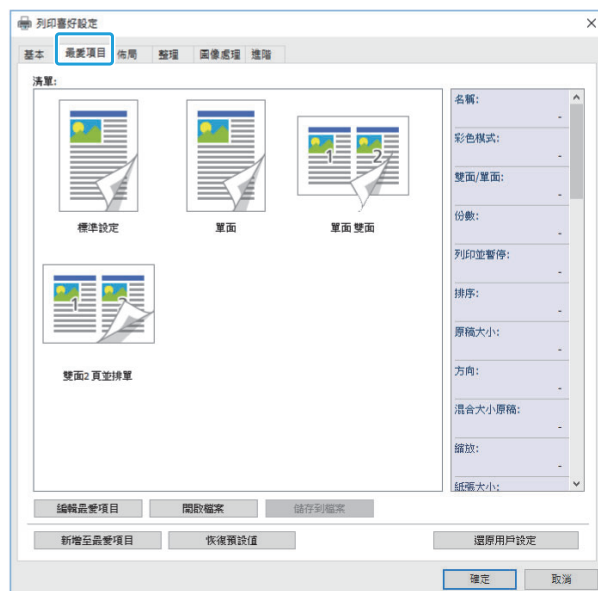 列印喜好設定
基本 最愛項目 佈局 整理 圖像處理 進階
清單:
標準設定 單面 單面 雙面
1 2
雙面2 頁並排單
1 2
名稱:
-
彩色模式:
-
雙面/單面:
-
份數:
-
列印並暫停:
-
排序:
-
原稿大小:
-
方向:
-
混合大小原稿:
-
縮放:
-
紙張大小:
編輯最愛項目 開啟檔案 儲存到檔案
新增至最愛項目 恢復預設值 還原用戶設定
確定 取消